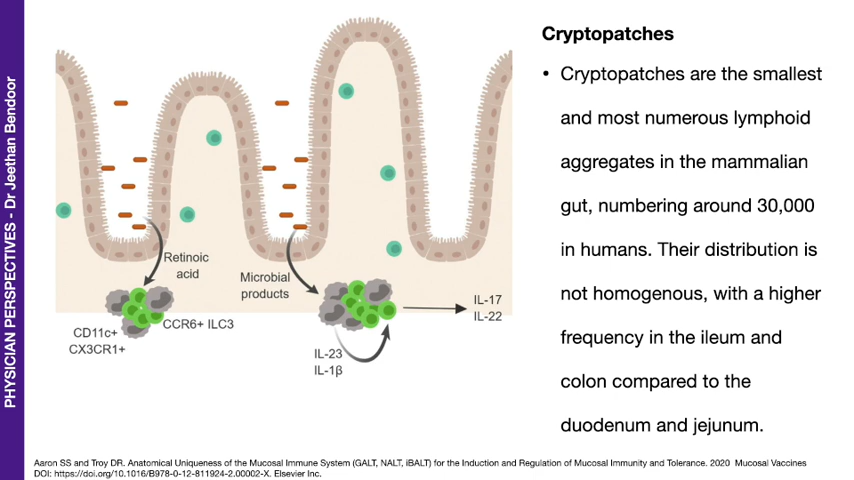 PHYSICIAN PERSPECTIVES - Dr Jeethan Bendoor
Retinoic
acid
Microbial
products
CCR6+ ILC3
CD11c+
CX3CR1+
IL-17
IL-22
IL-23
IL-1β
Cryptopatches
• Cryptopatches are the smallest
and most numerous lymphoid
aggregates in the mammalian
gut, numbering around 30,000
in humans. Their distribution is
not homogenous, with a higher
frequency in the ileum and
colon compared to the
duodenum and jejunum.
Aaron SS and Troy DR. Anatomical Uniqueness of the Mucosal Immune System (GALT, NALT, iBALT) for the Induction and Regulation of Mucosal Immunity and Tolerance. 2020 Mucosal Vaccines
DOI: https://doi.org/10.1016/B978-0-12-811924-2.00002-X. Elsevier Inc.